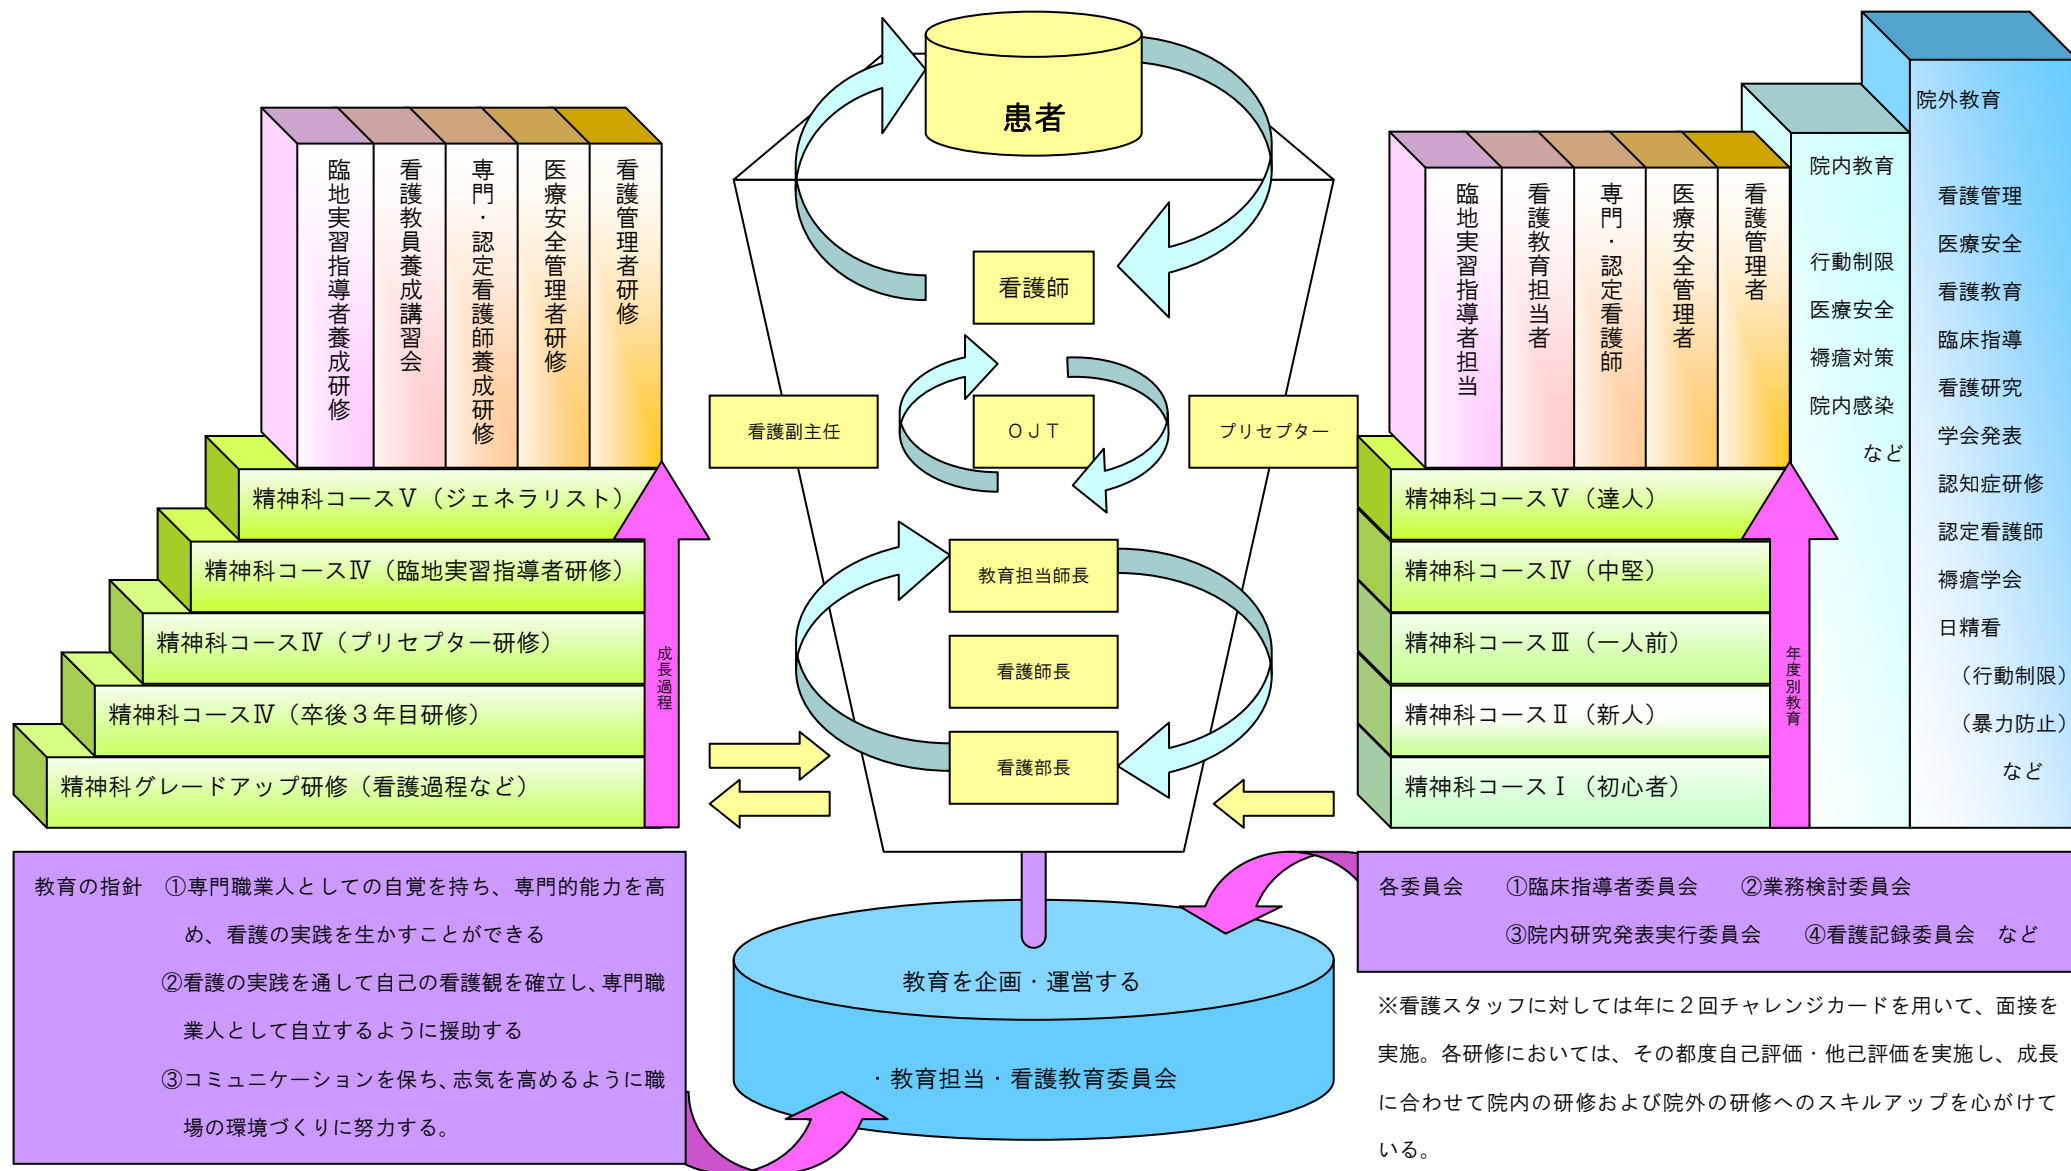 臨地実習指導者養成研修
看護教員養成講習会
専門・認定看護師養成研修
医療安全管理者研修
看護管理者研修
精神科コースⅤ（ジェネラリスト）
精神科コースⅣ（臨地実習指導者研修）
精神科コースⅣ（プリセプター研修）
精神科コースⅣ（卒後３年目研修）
精神科グレードアップ研修（看護過程など）
成長過程
患者
看護師
看護副主任
ＯＪＴ
プリセプター
教育担当師長
看護師長
看護部長
臨地実習指導者担当
看護教育担当者
専門・認定看護師
医療安全管理者
看護管理者
精神科コースⅤ（達人）
精神科コースⅣ（中堅）
精神科コースⅢ（一人前）
精神科コースⅡ（新人）
精神科コースⅠ（初心者）
年度別教育
院内教育
行動制限
医療安全
褥瘡対策
院内感染
など
院外教育
看護管理
医療安全
看護教育
臨床指導
看護研究
学会発表
認知症研修
認定看護師
褥瘡学会
日精看
（行動制限）
（暴力防止）
など
教育の指針　①専門職業人としての自覚を持ち、専門的能力を高
め、看護の実践を生かすことができる
②看護の実践を通して自己の看護観を確立し、専門職
業人として自立するように援助する
③コミュニケーションを保ち、志気を高めるように職
場の環境づくりに努力する。
教育を企画・運営する
・教育担当・看護教育委員会
各委員会　①臨床指導者委員会　②業務検討委員会
③院内研究発表実行委員会　④看護記録委員会　など
※看護スタッフに対しては年に２回チャレンジカードを用いて、面接を
実施。各研修においては、その都度自己評価・他己評価を実施し、成長
に合わせて院内の研修および院外の研修へのスキルアップを心がけて
いる。